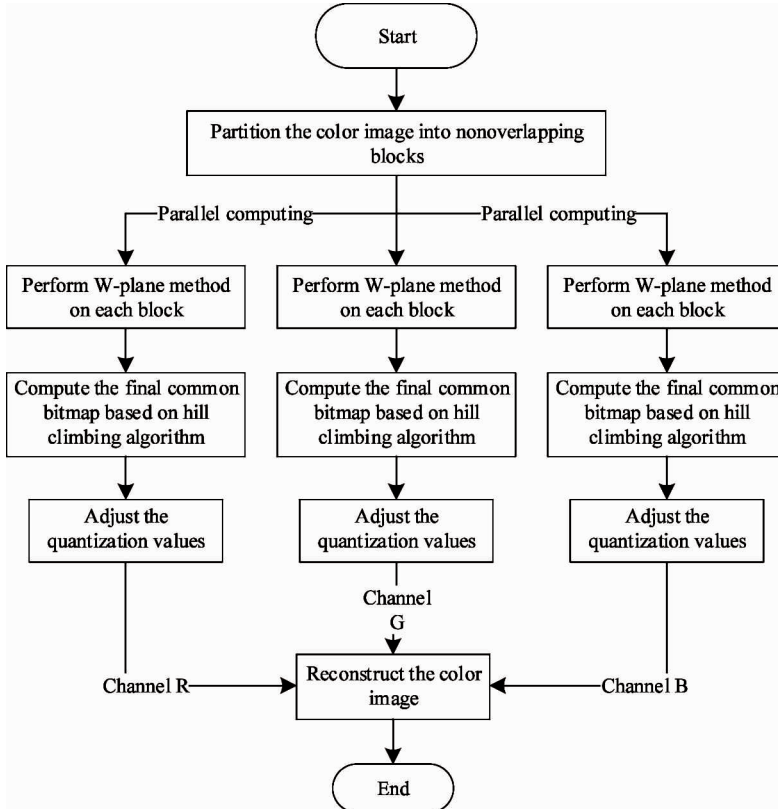 Start
Partition the color image into nonoverlapping
blocks
Parallel computing
Parallel computing
Perform W-plane method
on each block
Perform W-plane method
on each block
Perform W-plane method
on each block
Compute the final common
bitmap based on hill
climbing algorithm
Compute the final common
bitmap based on hill
climbing algorithm
Compute the final common
bitmap based on hill
climbing algorithm
Adjust the
quantization values
Adjust the
quantization values
Adjust the
quantization values
Channel
G
Channel R
Reconstruct the color
image
Channel B
End